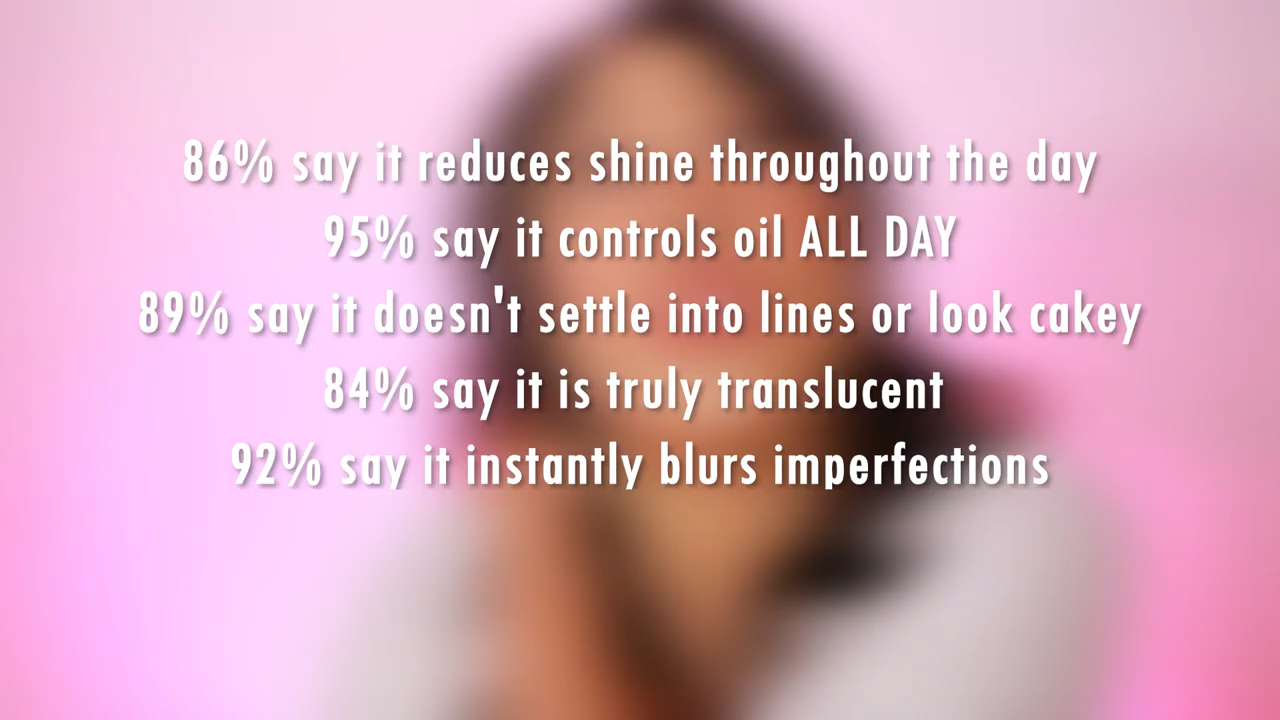 86% say it reduces shine throughout the day
95% say it controls oil ALL DAY
89% say it doesn't settle into lines or look cakey
84% say it is truly translucent
92% say it instantly blurs imperfections